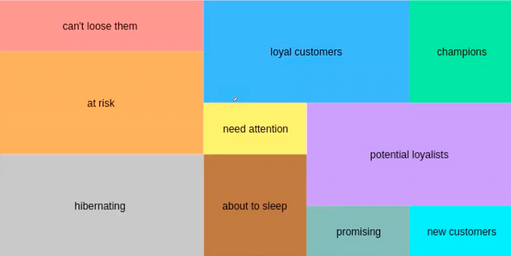 can't loose them
loyal customers
champions
at risk
need attention
potential loyalists
hibernating
about to sleep
promising
new customers